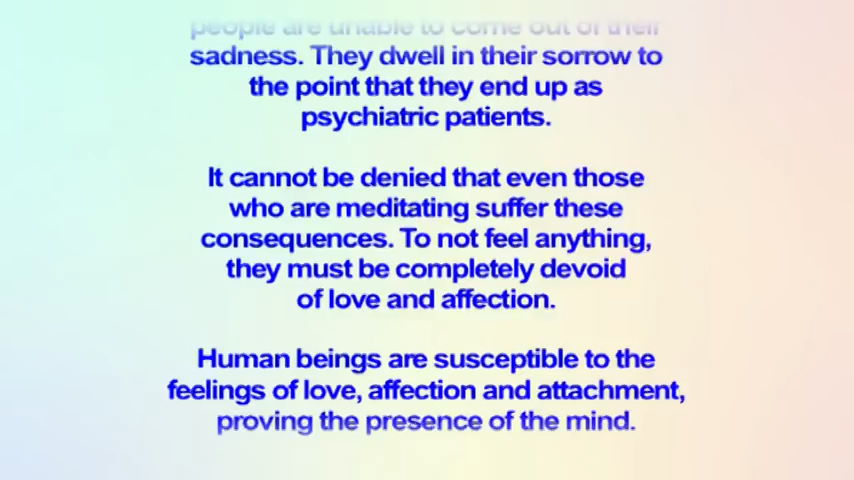 people are unable to come out of their
sadness. They dwell in their sorrow to
the point that they end up as
psychiatric patients.
It cannot be denied that even those
who are meditating suffer these
consequences. To not feel anything,
they must be completely devoid
of love and affection.
Human beings are susceptible to the
feelings of love, affection and attachment,
proving the presence of the mind.